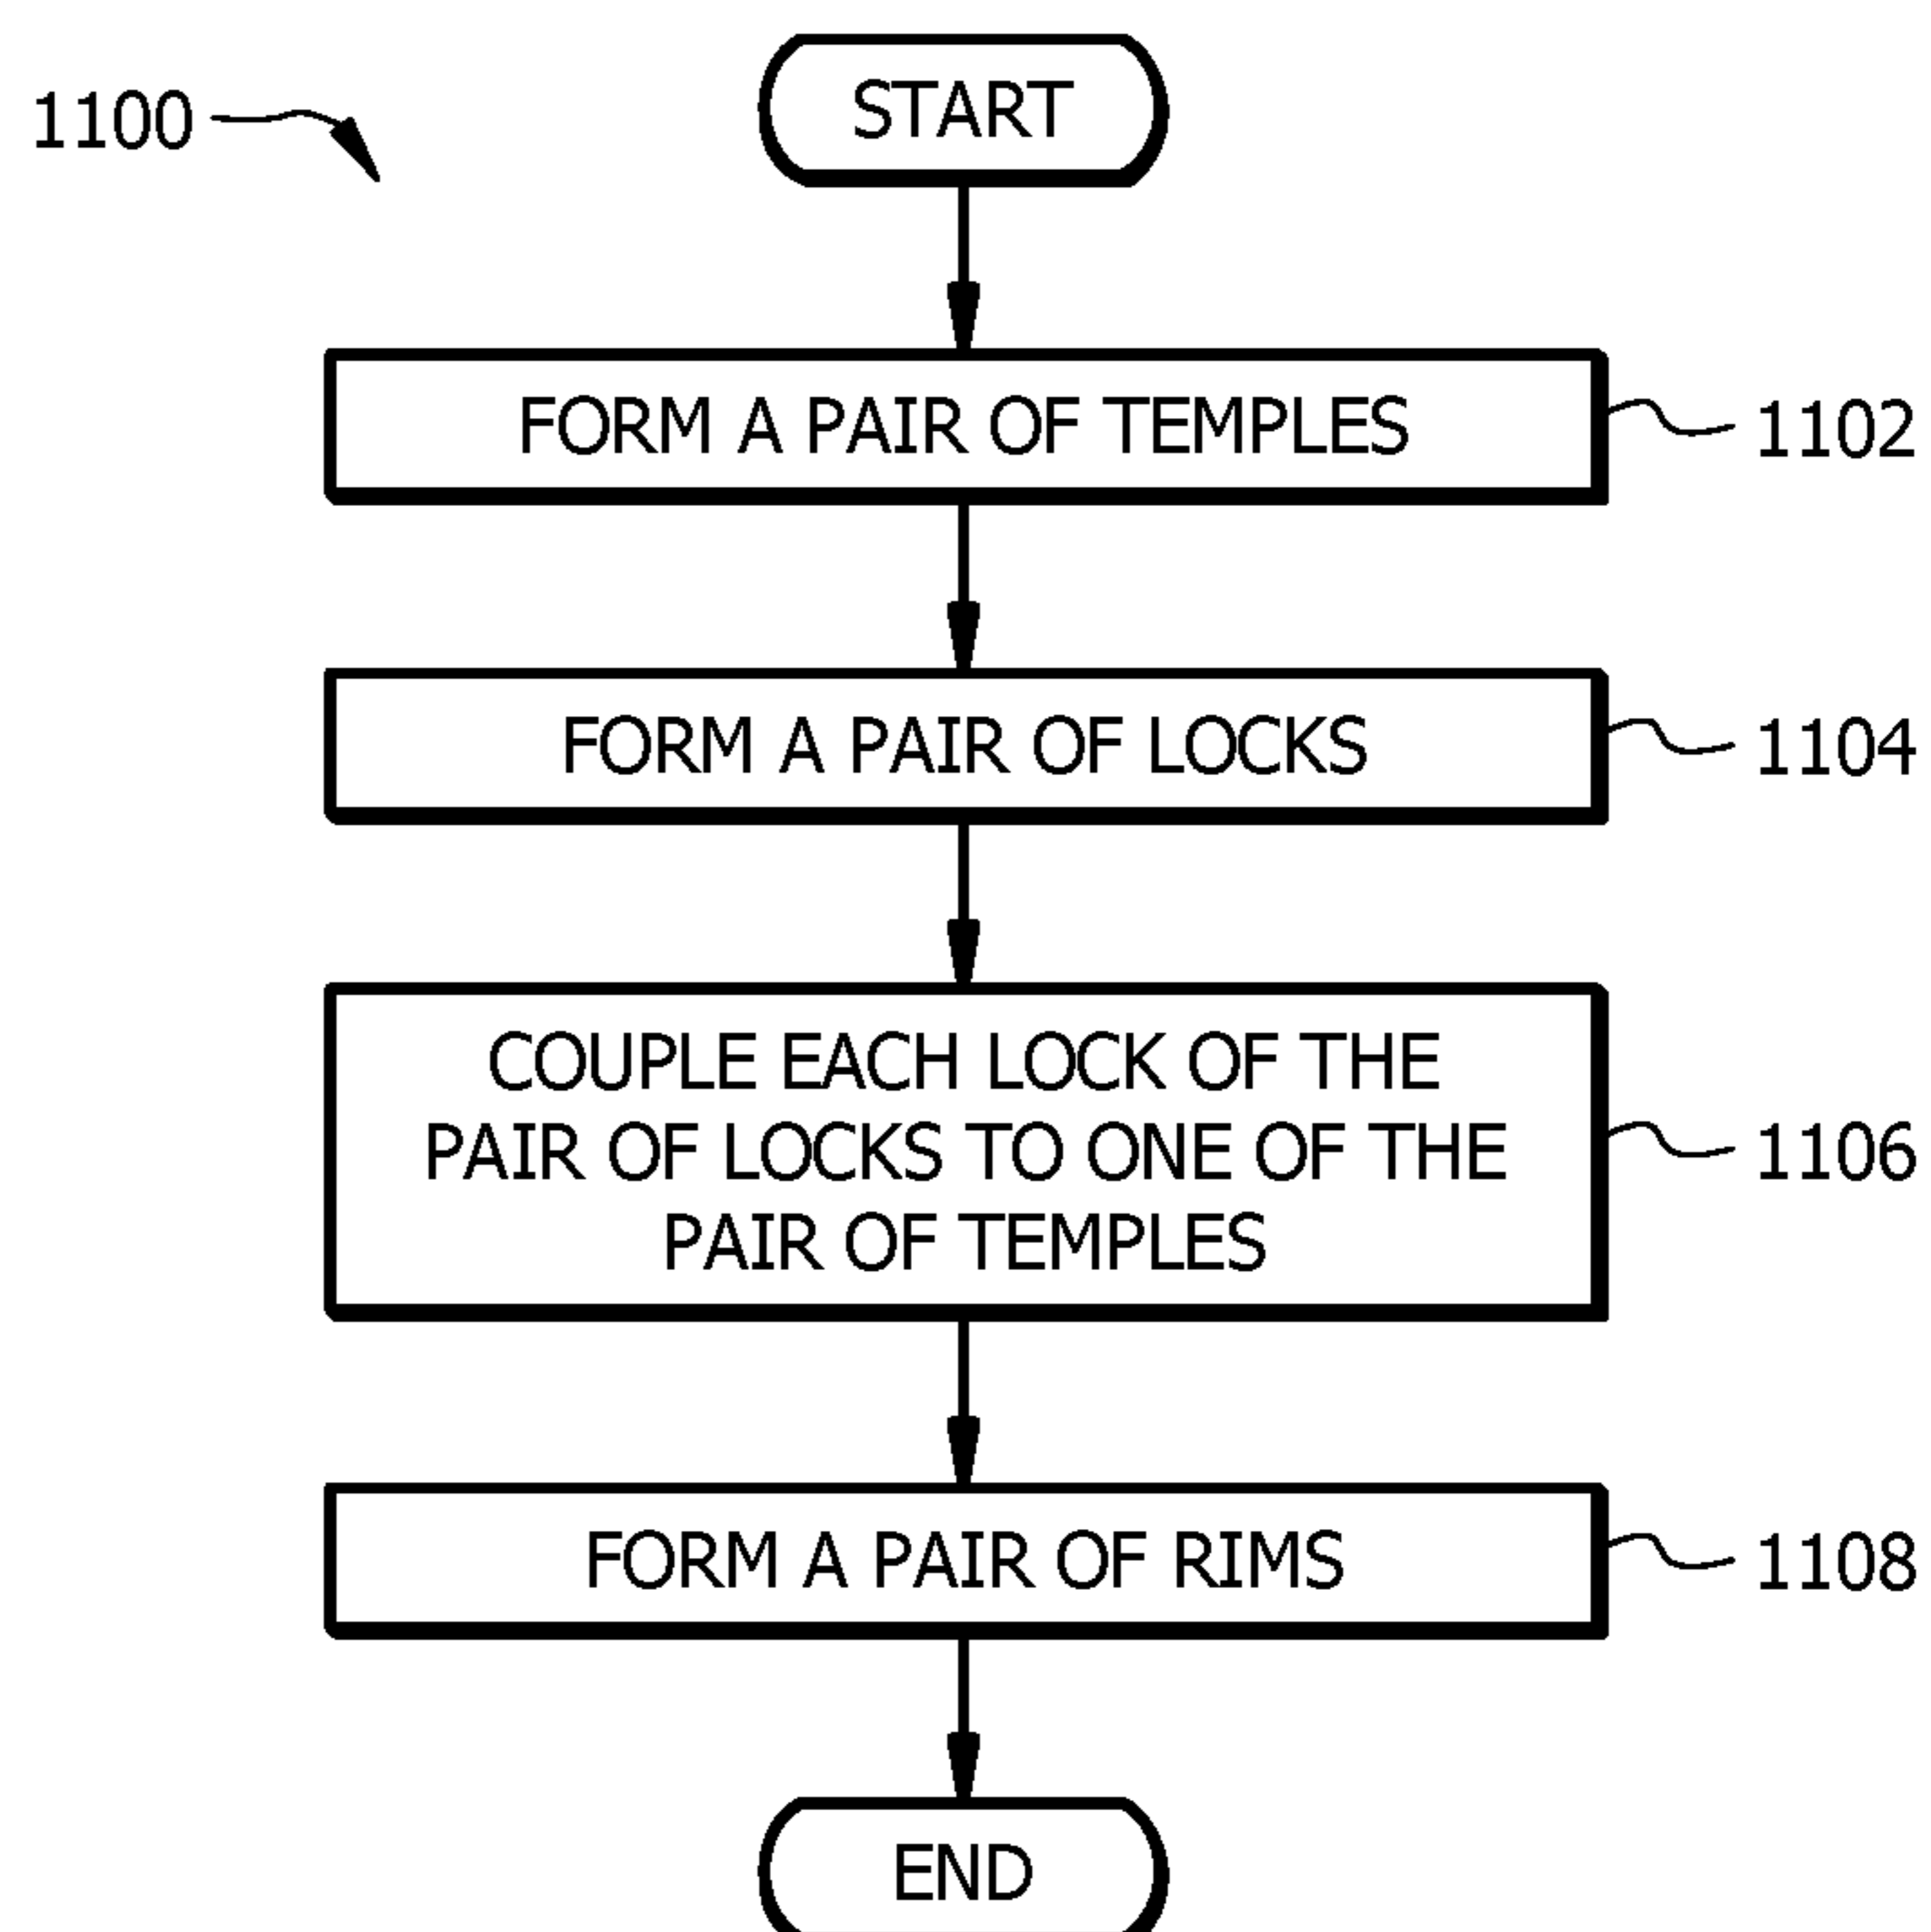 1100
START
FORM A PAIR OF TEMPLES
1102
FORM A PAIR OF LOCKS
1104
COUPLE EACH LOCK OF THE
PAIR OF LOCKS TO ONE OF THE
PAIR OF TEMPLES
1106
FORM A PAIR OF RIMS
1108
END